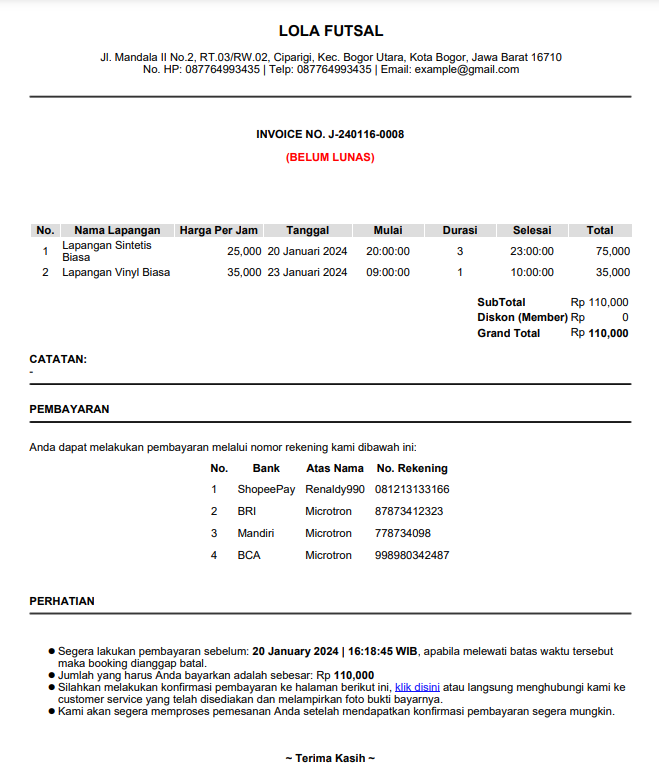 LOLA FUTSAL
Jl. Mandala II No.2, RT.03/RW.02, Ciparigi, Kec. Bogor Utara, Kota Bogor, Jawa Barat 16710
No. HP: 087764993435 | Telp: 087764993435 | Email: example@gmail.com
INVOICE NO. J-240116-0008
(BELUM LUNAS)
No. Nama Lapangan Harga Per Jam Tanggal Mulai Durasi Selesai Total
1 Lapangan Sintetis Biasa 25,000 20 Januari 2024 20:00:00 3 23:00:00 75,000
2 Lapangan Vinyl Biasa 35,000 23 Januari 2024 09:00:00 1 10:00:00 35,000
SubTotal Rp 110,000
Diskon (Member) Rp 0
Grand Total Rp 110,000
CATATAN:
-
PEMBAYARAN
Anda dapat melakukan pembayaran melalui nomor rekening kami dibawah ini:
No. Bank Atas Nama No. Rekening
1 ShopeePay Renaldy990 081213133166
2 BRI Microtron 87873412323
3 Mandiri Microtron 778734098
4 BCA Microtron 998980342487
PERHATIAN
● Segera lakukan pembayaran sebelum: 20 January 2024 | 16:18:45 WIB, apabila melewati batas waktu tersebut
maka booking dianggap batal.
● Jumlah yang harus Anda bayarkan adalah sebesar: Rp 110,000
● Silahkan melakukan konfirmasi pembayaran ke halaman berikut ini, klik disini atau langsung menghubungi kami ke
customer service yang telah disediakan dan melampirkan foto bukti bayarnya.
● Kami akan segera memproses pemesanan Anda setelah mendapatkan konfirmasi pembayaran segera mungkin.
~ Terima Kasih ~